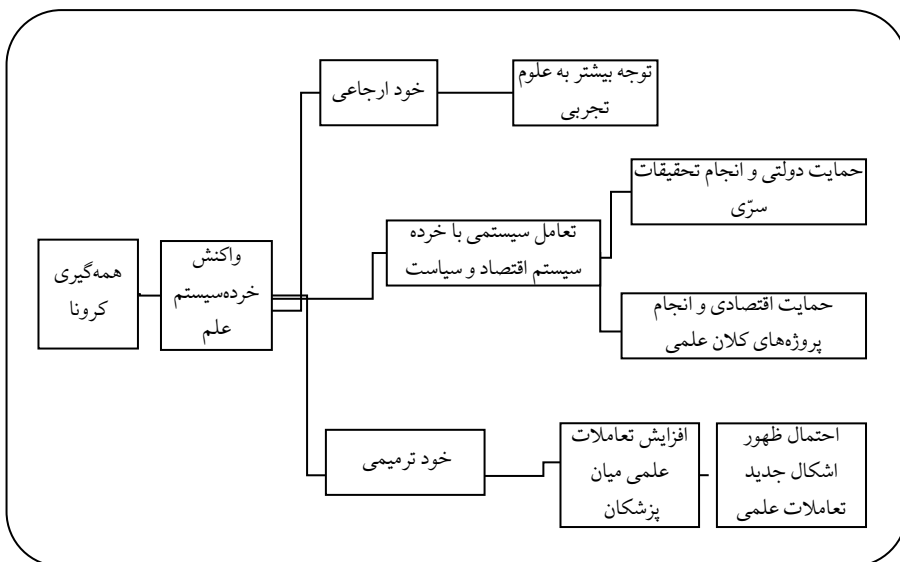 همه‌گیری
کرونا
واکنش
خرده‌سیستم
علم
خود ارجاعی
توجه بیشتر به علوم
تجربی
تعامل سیستمی با خرده
سیستم اقتصاد و سیاست
حمایت دولتی و انجام تحقیقات
سرّی
حمایت اقتصادی و انجام
پروژه‌های کلان علمی
خود ترمیمی
افزایش تعاملات
علمی میان
پزشکان
احتمال ظهور
اشکال جدید
تعاملات علمی